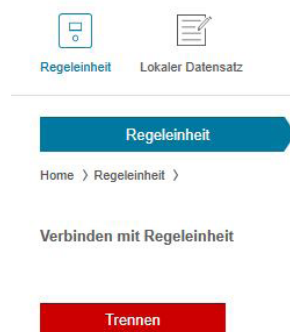 Regeleinheit Lokaler Datensatz
Regeleinheit
Home > Regeleinheit >
Verbinden mit Regeleinheit
Trennen